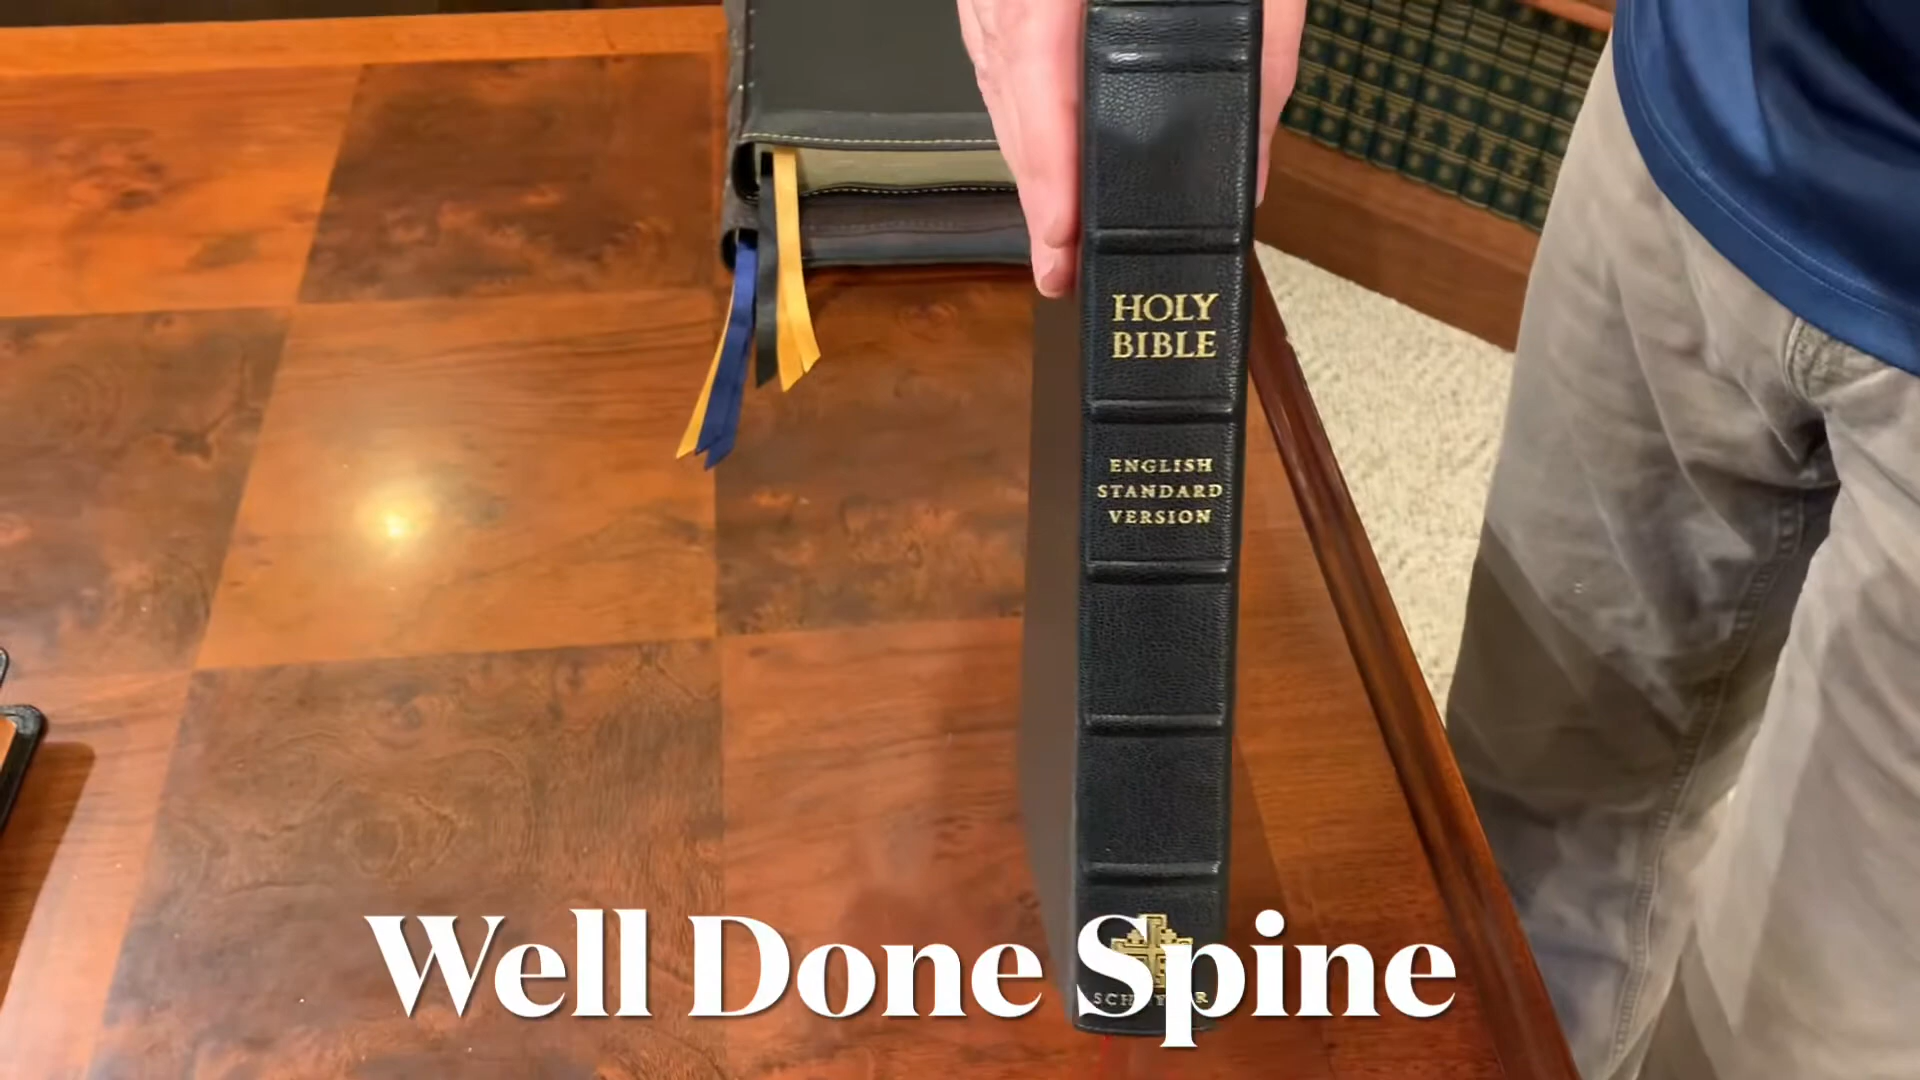 HOLY
BIBLE
ENGLISH
STANDARD
VERSION
Well Done Spine